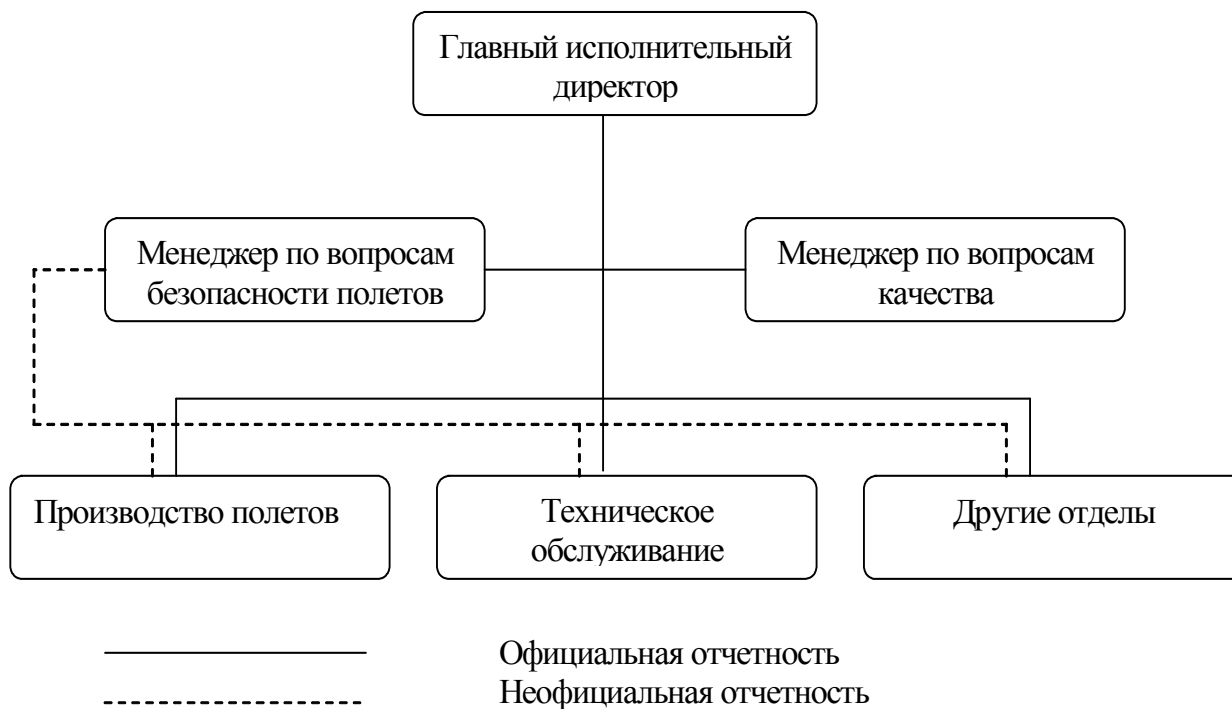 Главный исполнительный
директор
Менеджер по вопросам
безопасности полетов
Менеджер по вопросам
качества
Производство полетов
Техническое
обслуживание
Другие отделы
Официальная отчетность
Неофициальная отчетность